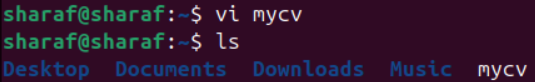 sharaf@sharaf:~$ vi mycv
sharaf@sharaf:~$ ls
Desktop  Documents  Downloads  Music  mycv